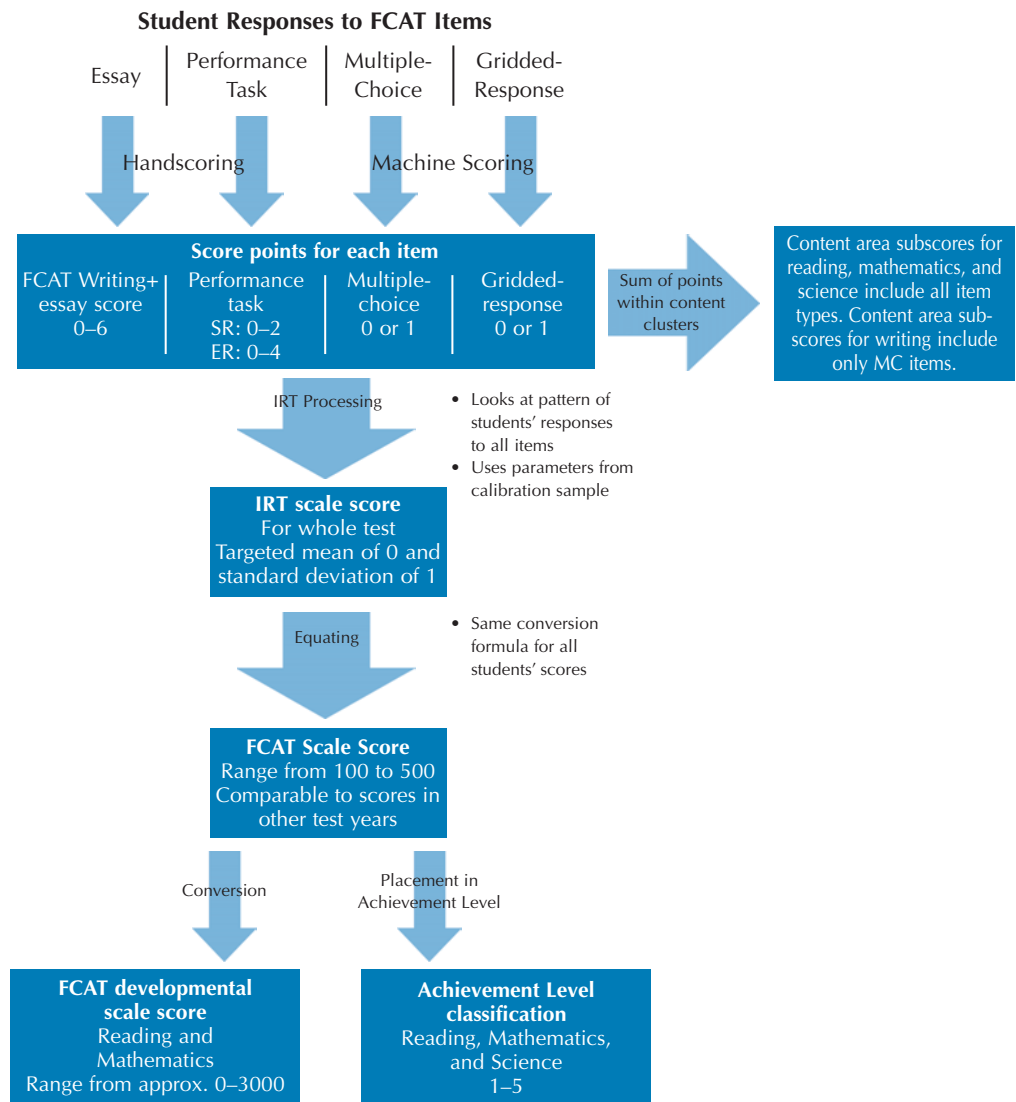 Student Responses to FCAT Items
Essay
Performance
Task
Multiple-
Choice
Gridded-
Response
Handscoring
Machine Scoring
Score points for each item
FCAT Writing+
essay score
0–6
Performance
task
SR: 0–2
ER: 0–4
Multiple-
choice
0 or 1
Gridded-
response
0 or 1
Sum of points
within content
clusters
Content area subscores for
reading, mathematics, and
science include all item
types. Content area sub-
scores for writing include
only MC items.
IRT Processing
• Looks at pattern of
students’ responses
to all items
• Uses parameters from
calibration sample
IRT scale score
For whole test
Targeted mean of 0 and
standard deviation of 1
Equating
• Same conversion
formula for all
students’ scores
FCAT Scale Score
Range from 100 to 500
Comparable to scores in
other test years
Conversion
Placement in
Achievement Level
FCAT developmental
scale score
Reading and
Mathematics
Range from approx. 0–3000
Achievement Level
classification
Reading, Mathematics,
and Science
1–5